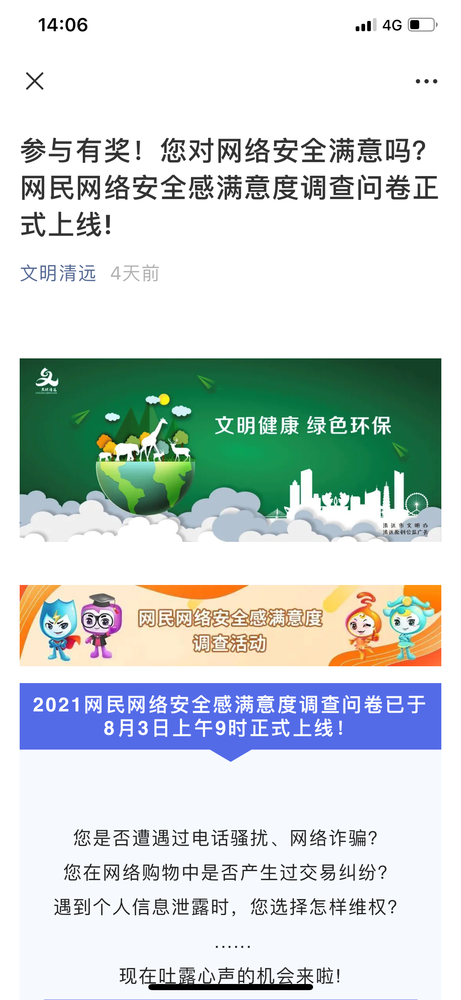 14:06
4G
参与有奖！您对网络安全满意吗？
网民网络安全感满意度调查问卷正
式上线！
文明清远 4天前
文明清远
CIVILIZED QINGYUAN
文明健康 绿色环保
清远市文明办
清远原创公益广告
网民网络安全感满意度
调查活动
2021网民网络安全感满意度调查问卷已于
8月3日上午9时正式上线！
您是否遭遇过电话骚扰、网络诈骗？
您在网络购物中是否产生过交易纠纷？
遇到个人信息泄露时，您选择怎样维权？
……
现在吐露心声的机会来啦！